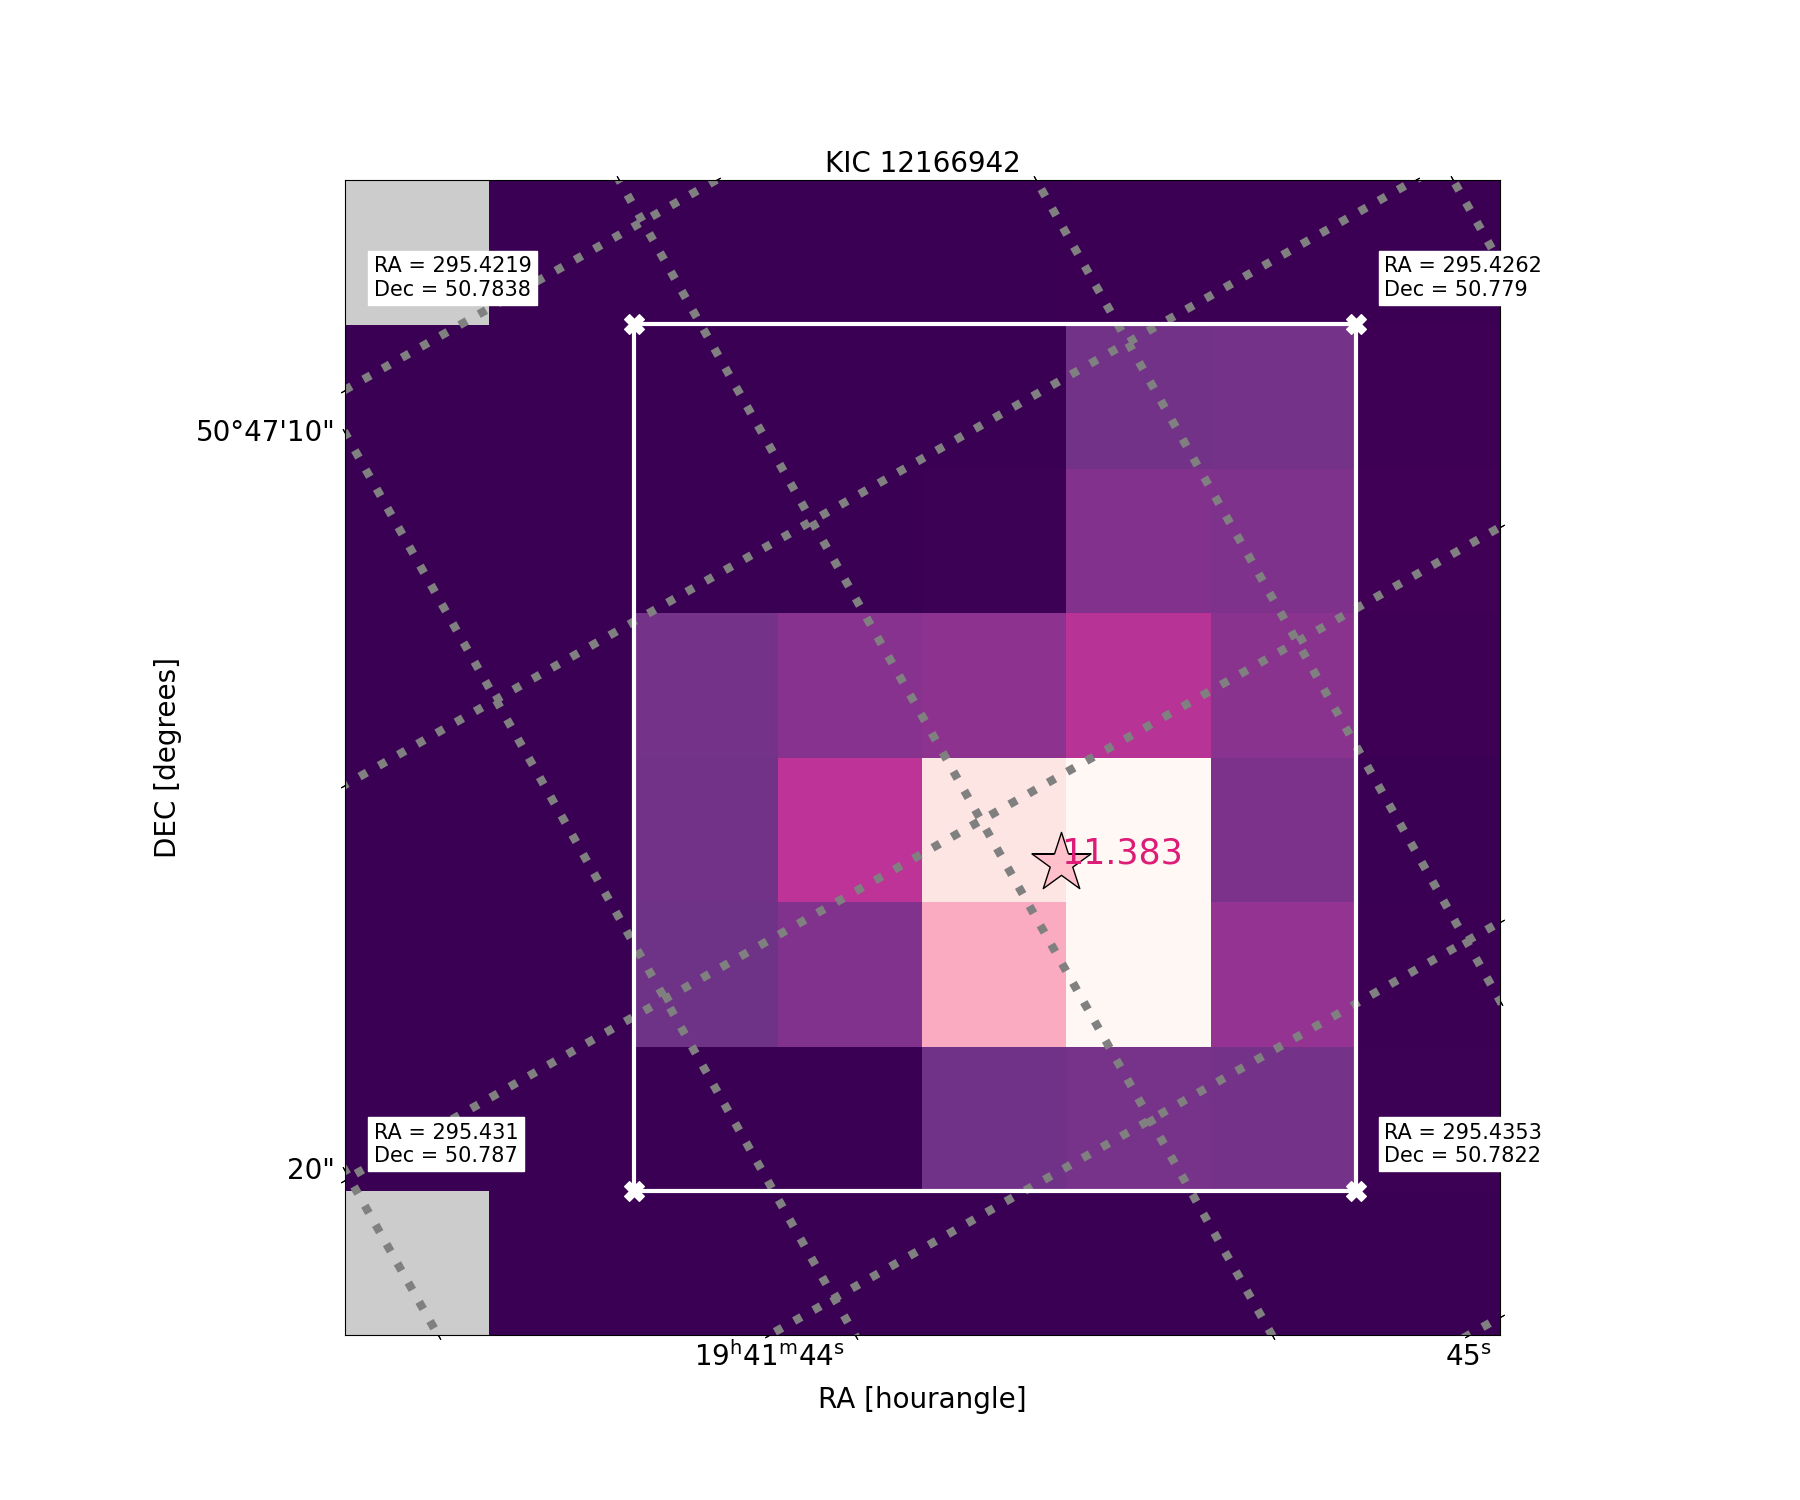 KIC 12166942
RA = 295.4219
Dec = 50.7838
RA = 295.4262
Dec = 50.779
50°47'10"
DEC [degrees]
11.383
RA = 295.431
Dec = 50.787
RA = 295.4353
Dec = 50.7822
20"
19h41m44s
45s
RA [hourangle]